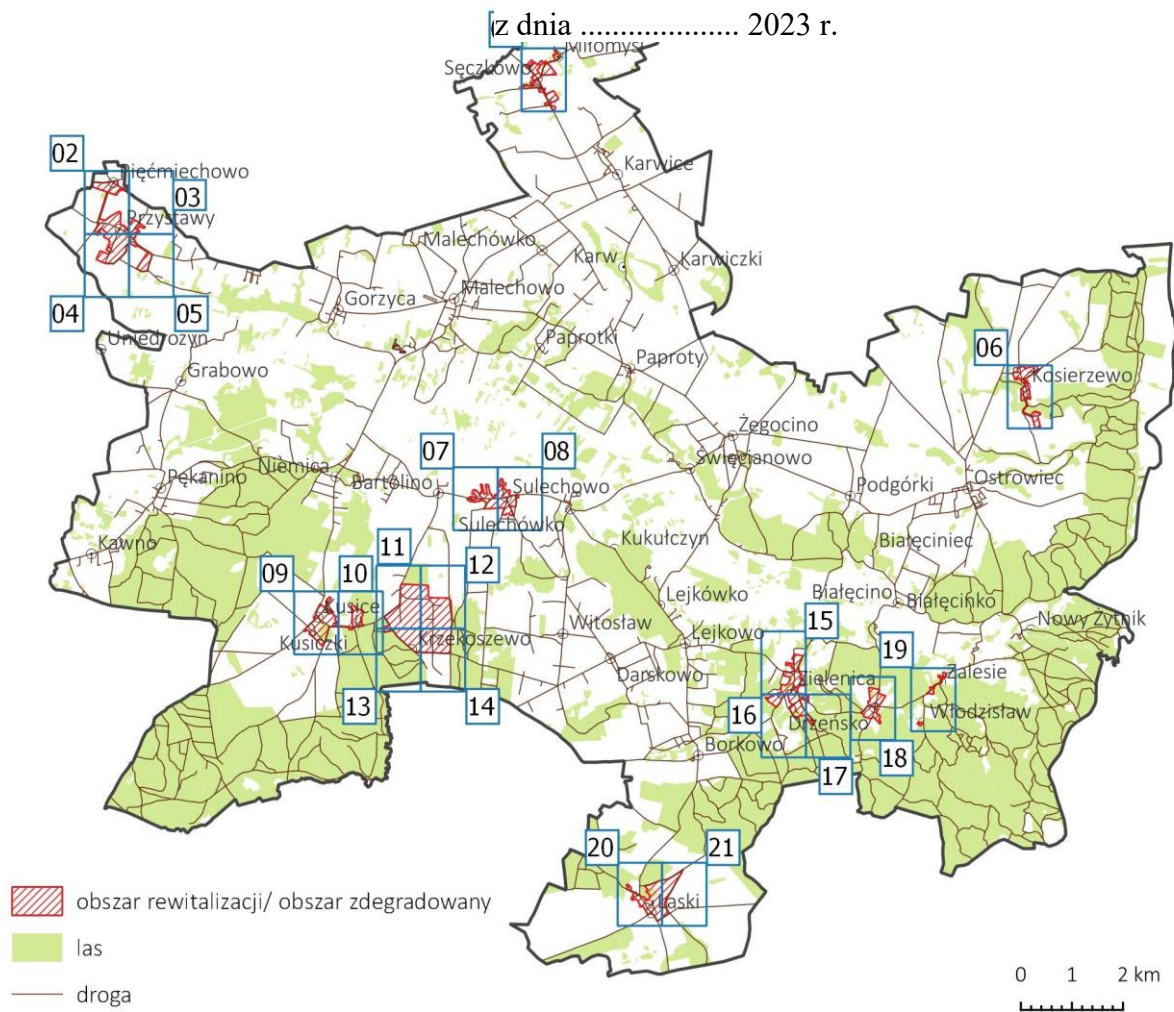 z dnia ................... 2023 r.
Miłomyśl
Sęczkowo
Karwice
02
Pięćmiechowo
03
Przystawy
Malechówko
Karw
Karwiczki
04
05
Malechowo
Gorzyca
Uniedrożyn
Paprotki
Paproty
06
Kosierzewo
Grabowo
Żegocino
07
08
Święcianowo
Niemica
Pękanino
Bartolino
Sulechowo
Podgórki
Ostrowiec
Sulechówko
Kukułczyn
Białęciniec
Kawno
11
12
09
10
Lejkówko
Białęcino
Białęcinko
Kusice
Nowy Żytnik
Kusiczki
Krzekoszewo
Witosław
Lejkowo
15
19
Darskowo
Zielenica
Zalesie
13
14
16
Drzeńsko
Włodzisław
Borkowo
17
18
20
21
Laski
obszar rewitalizacji/ obszar zdegradowany
las
droga
0 1 2 km